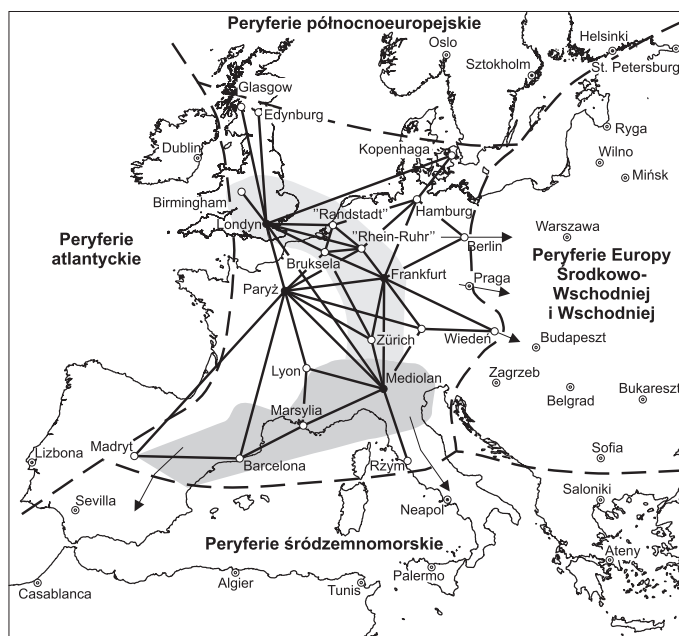 Peryferie północnoeuropejskie
Helsinki
Oslo
Sztokholm
St. Petersburg
Glasgow
Edynburg
Ryga
Dublin
Kopenhaga
Wilno
Mińsk
Birmingham
"Randstadt"
Hamburg
Londyn
"Rhein-Ruhr"
Warszawa
Berlin
Peryferie
atlantyckie
Bruksela
Peryferie Europy
Środkowo-
Wschodniej
i Wschodniej
Frankfurt
Praga
Paryż
Zürich
Wiedeń
Budapeszt
Lyon
Mediolan
Zagrzeb
Belgrad
Bukareszt
Marsylia
Madryt
Lizbona
Barcelona
Rzym
Sofia
Sevilla
Neapol
Saloniki
Peryferie śródzemnomorskie
Ateny
Palermo
Algier
Tunis
Casablanca